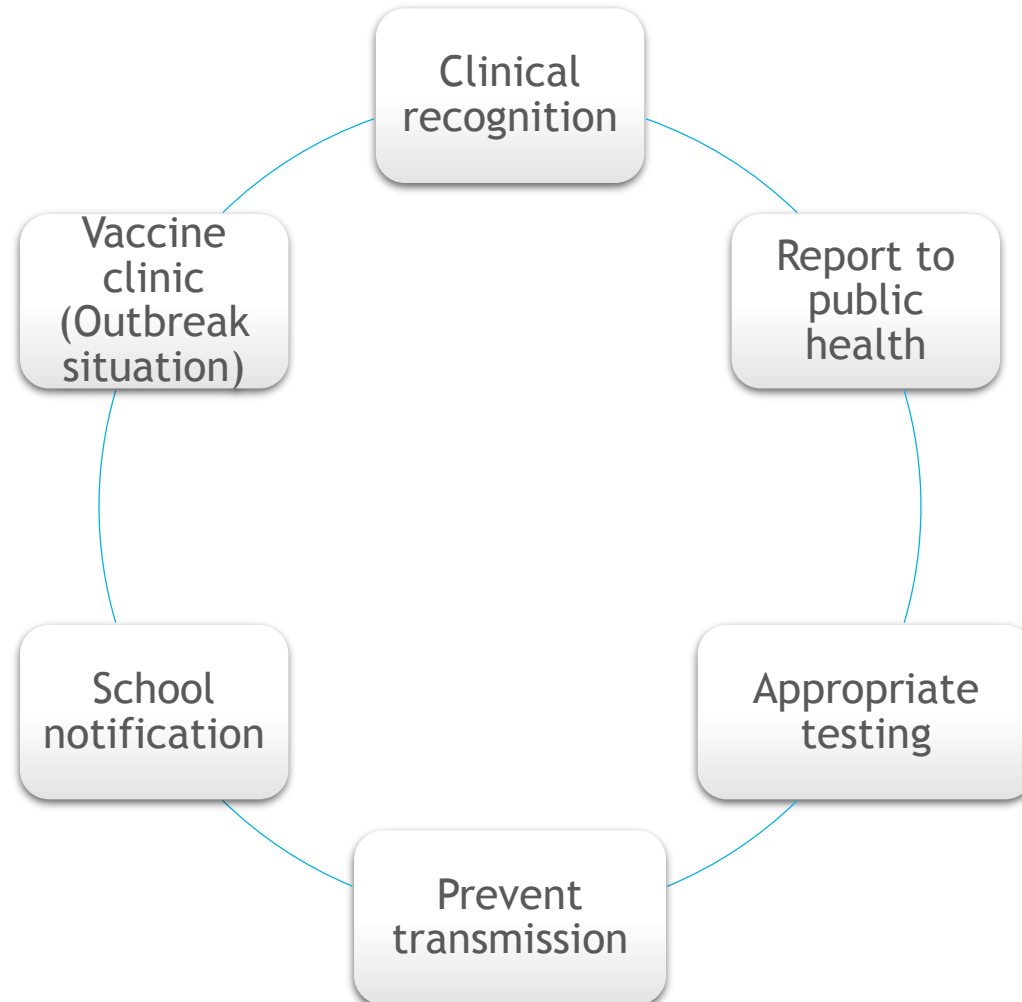 Clinical
recognition
Report to
public
health
Appropriate
testing
Prevent
transmission
School
notification
Vaccine
clinic
(Outbreak
situation)